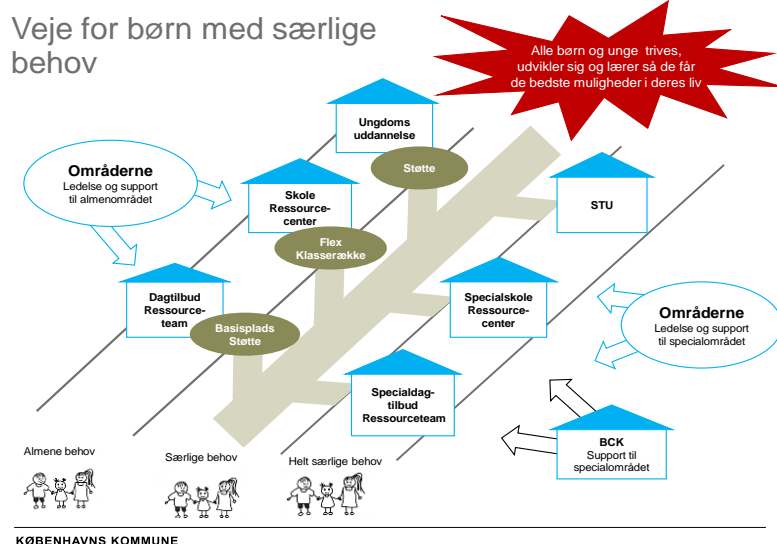 Veje for børn med særlige
behov
Alle børn og unge trives,
udvikler sig og lærer så de får
de bedste muligheder i deres liv
Ungdoms
uddannelse
Støtte
Områderne
Ledelse og support
til almenområdet
Skole
Ressource-
center
STU
Flex
Klasserække
Dagtilbud
Ressource-
team
Specialskole
Ressource-
center
Områderne
Ledelse og support
til specialområdet
Basisplads
Støtte
Specialdag-
tilbud
Ressourceteam
BCK
Support til
specialområdet
Almene behov
Særlige behov
Helt særlige behov
KØBENHAVNS KOMMUNE